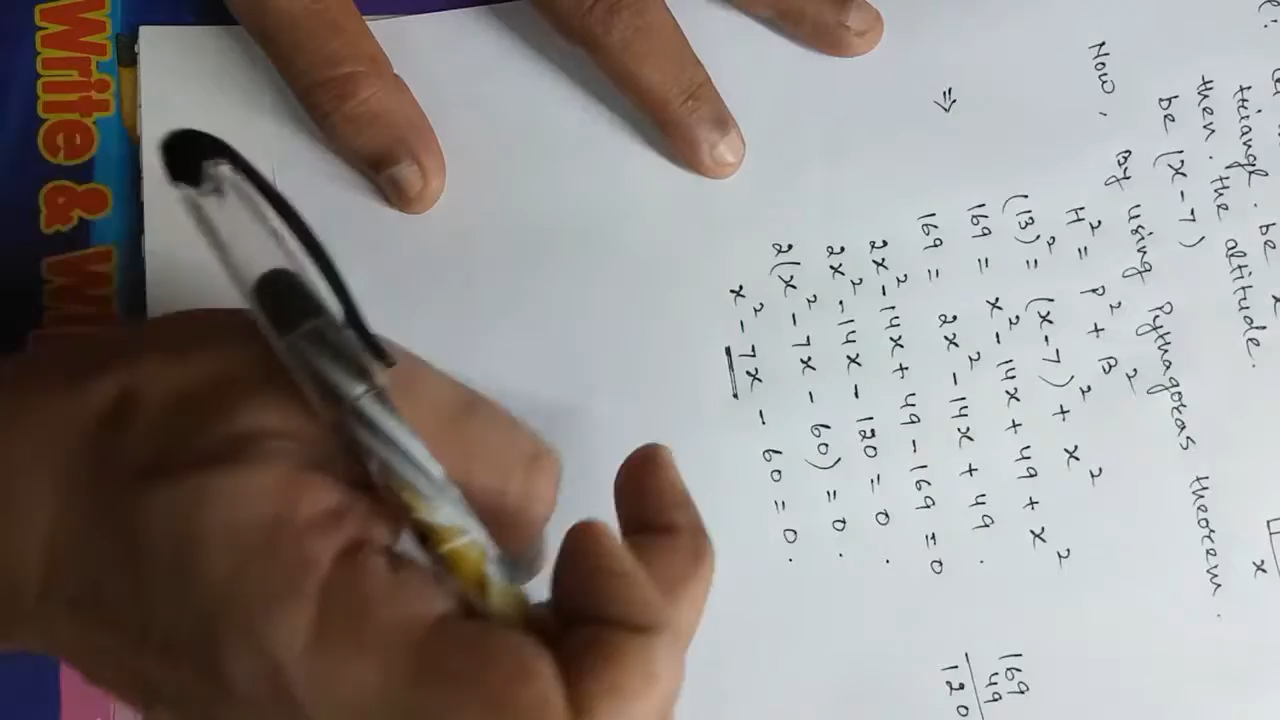 Write & W
triangle. be x
then. the altitude.
be (x-7)
Now, By using Pythagoras theorem.
H² = P² + B²
(13)² = (x-7)² + x²
⇒ 169 = x² - 14x + 49 + x²
169 = 2x² - 14x + 49.
2x² - 14x + 49 - 169 = 0
2x² - 14x - 120 = 0.
2(x² - 7x - 60) = 0.
x² - 7x - 60 = 0.
x
169
49
120